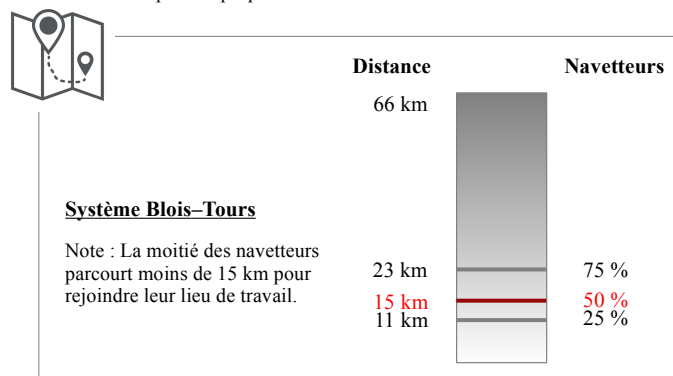 Distance Navetteurs
66 km
Système Blois–Tours
Note : La moitié des navetteurs
parcourt moins de 15 km pour
rejoindre leur lieu de travail.
23 km 75 %
15 km 50 %
11 km 25 %